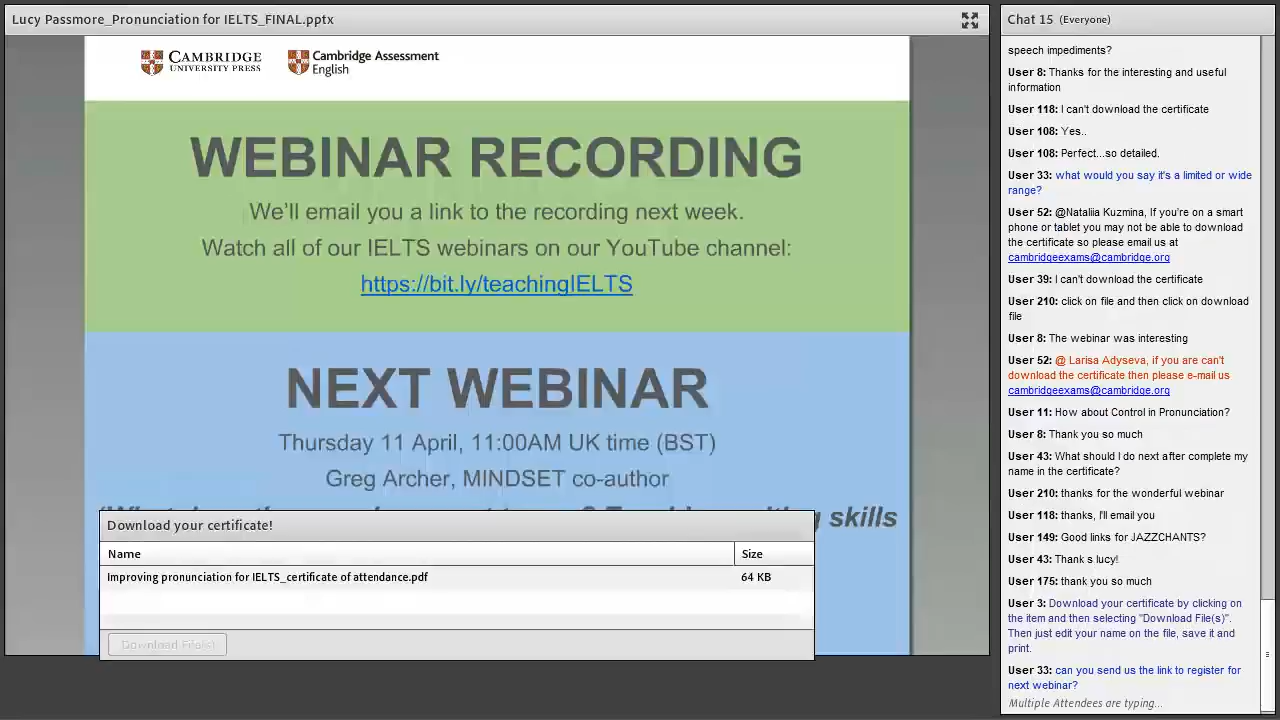 Lucy Passmore_Pronunciation for IELTS_FINAL.pptx
CAMBRIDGE
UNIVERSITY PRESS
Cambridge Assessment
English
WEBINAR RECORDING
We'll email you a link to the recording next week.
Watch all of our IELTS webinars on our YouTube channel:
https://bit.ly/teachingIELTS
NEXT WEBINAR
Thursday 11 April, 11:00AM UK time (BST)
Greg Archer, MINDSET co-author
skills
Download your certificate!
Name Size
Improving pronunciation for IELTS_certificate of attendance.pdf 64 KB
Download File(s)
Chat 15 (Everyone)
speech impediments?
User 8: Thanks for the interesting and useful
information
User 118: I can't download the certificate
User 108: Yes..
User 108: Perfect...so detailed.
User 33: what would you say it's a limited or wide
range?
User 52: @Nataliia Kuzmina, If you're on a smart
phone or tablet you may not be able to download
the certificate so please email us at
cambridgeexams@cambridge.org
User 39: I can't download the certificate
User 210: click on file and then click on download
file
User 8: The webinar was interesting
User 52: @ Larisa Adyseva, if you are can't
download the certificate then please e-mail us
cambridgeexams@cambridge.org
User 11: How about Control in Pronunciation?
User 8: Thank you so much
User 43: What should I do next after complete my
name in the certificate?
User 210: thanks for the wonderful webinar
User 118: thanks, I'll email you
User 149: Good links for JAZZCHANTS?
User 43: Thank s lucy!
User 175: thank you so much
User 3: Download your certificate by clicking on
the item and then selecting "Download File(s)".
Then just edit your name on the file, save it and
print.
User 33: can you send us the link to register for
next webinar?
Multiple Attendees are typing...